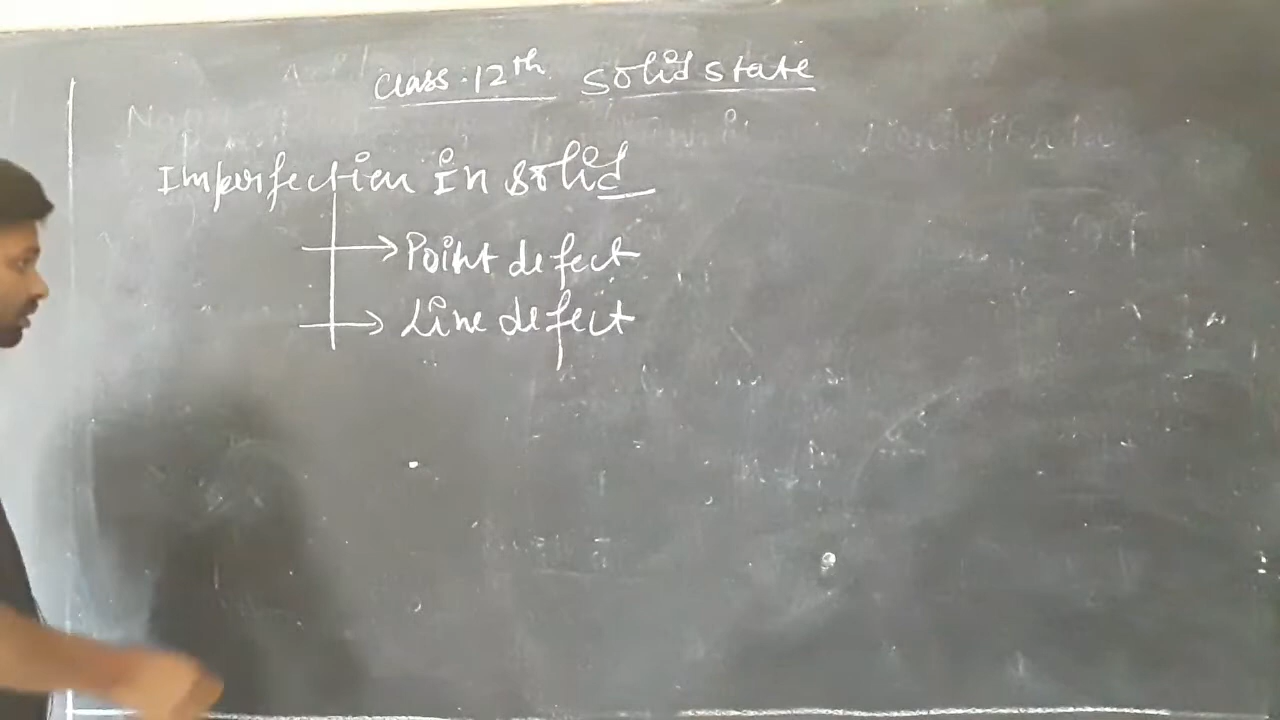 Class:12th Solid state
Imperfection in solid
→ Point defect
→ Line defect